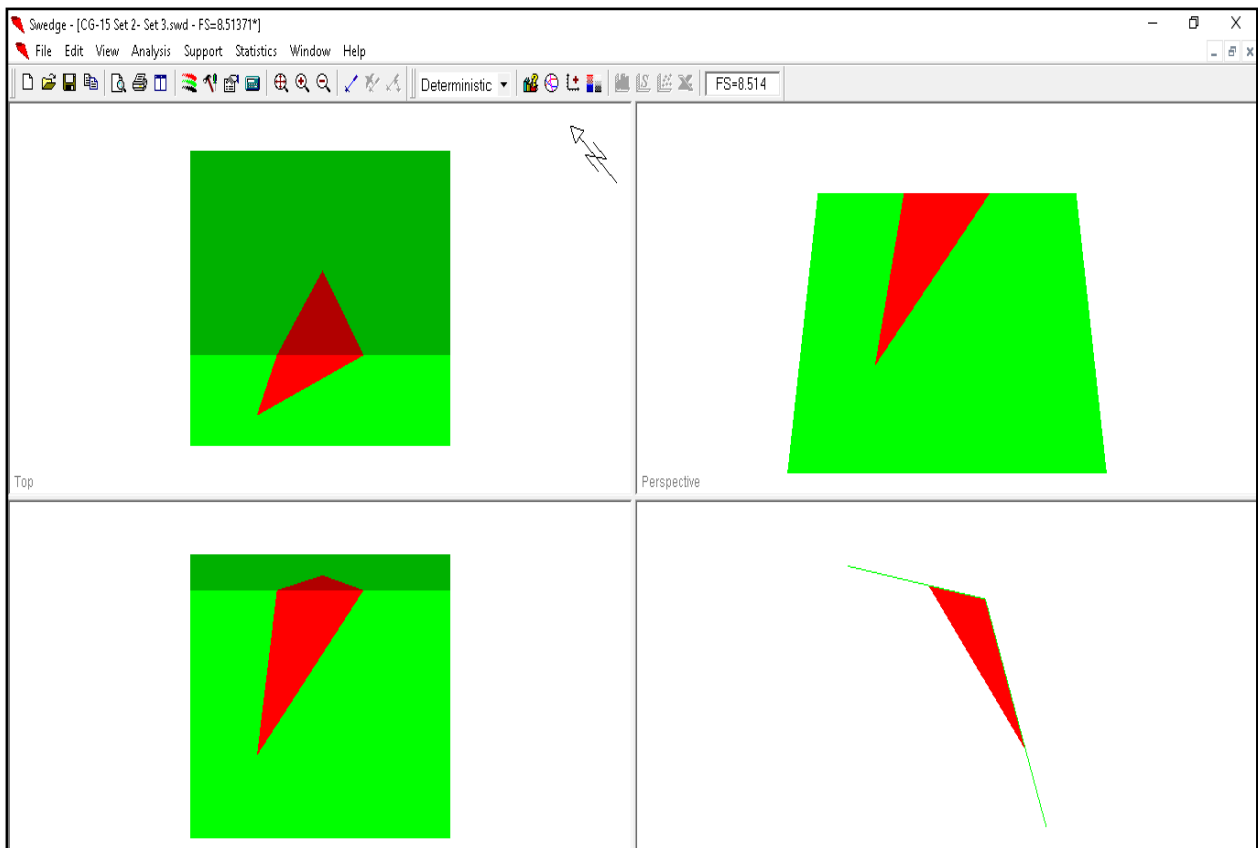 Swedge - [CG-15 Set 2- Set 3.swd - FS=8.51371*]
File Edit View Analysis Support Statistics Window Help
Deterministic FS=8.514
Top
Perspective